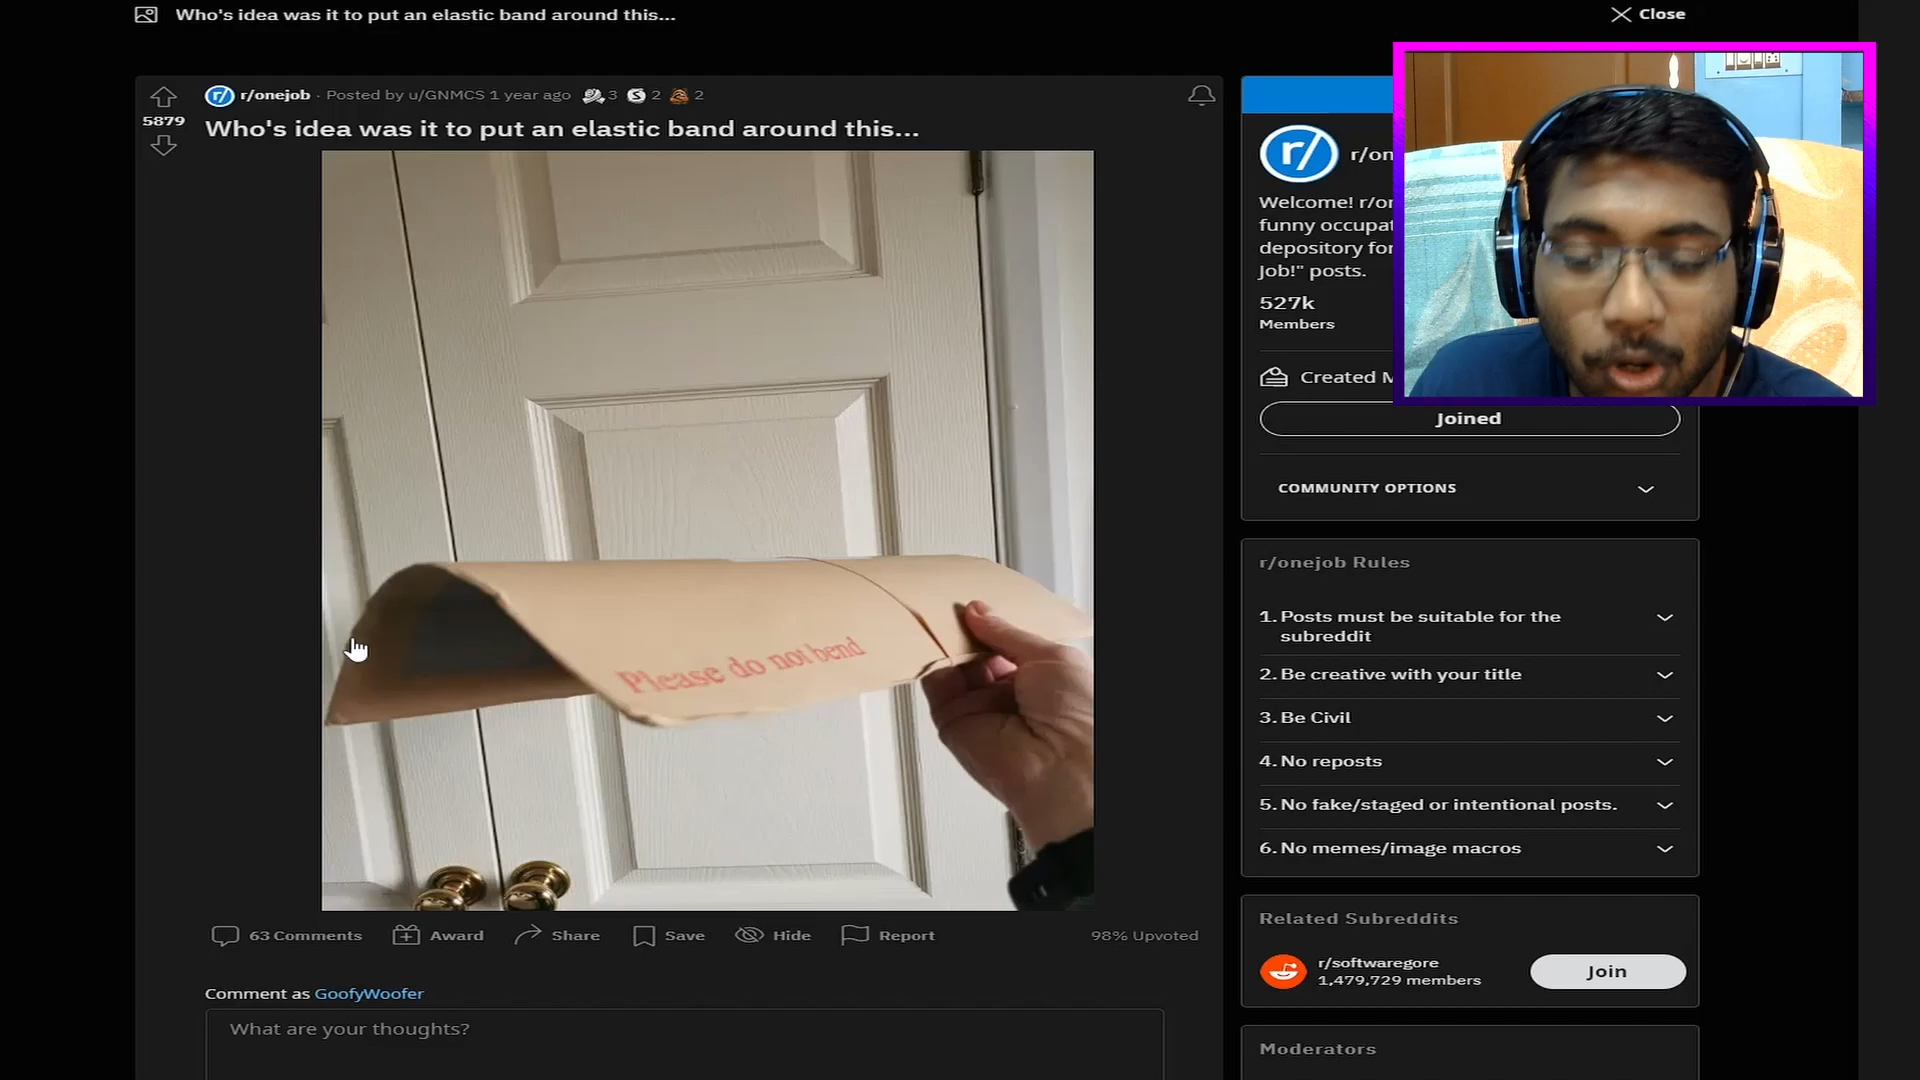 Who's idea was it to put an elastic band around this...
Close
r/onejob · Posted by u/GNMCS 1 year ago 3 2 2
5879
Who's idea was it to put an elastic band around this...
Please do not bend
63 Comments Award Share Save Hide Report 98% Upvoted
Comment as GoofyWoofer
What are your thoughts?
r/
Welcome!
funny occupat
depository for
Job!" posts.
527k
Members
Created
Joined
COMMUNITY OPTIONS
r/onejob Rules
1. Posts must be suitable for the
subreddit
2. Be creative with your title
3. Be Civil
4. No reposts
5. No fake/staged or intentional posts.
6. No memes/image macros
Related Subreddits
r/softwaregore
1,479,729 members
Join
Moderators